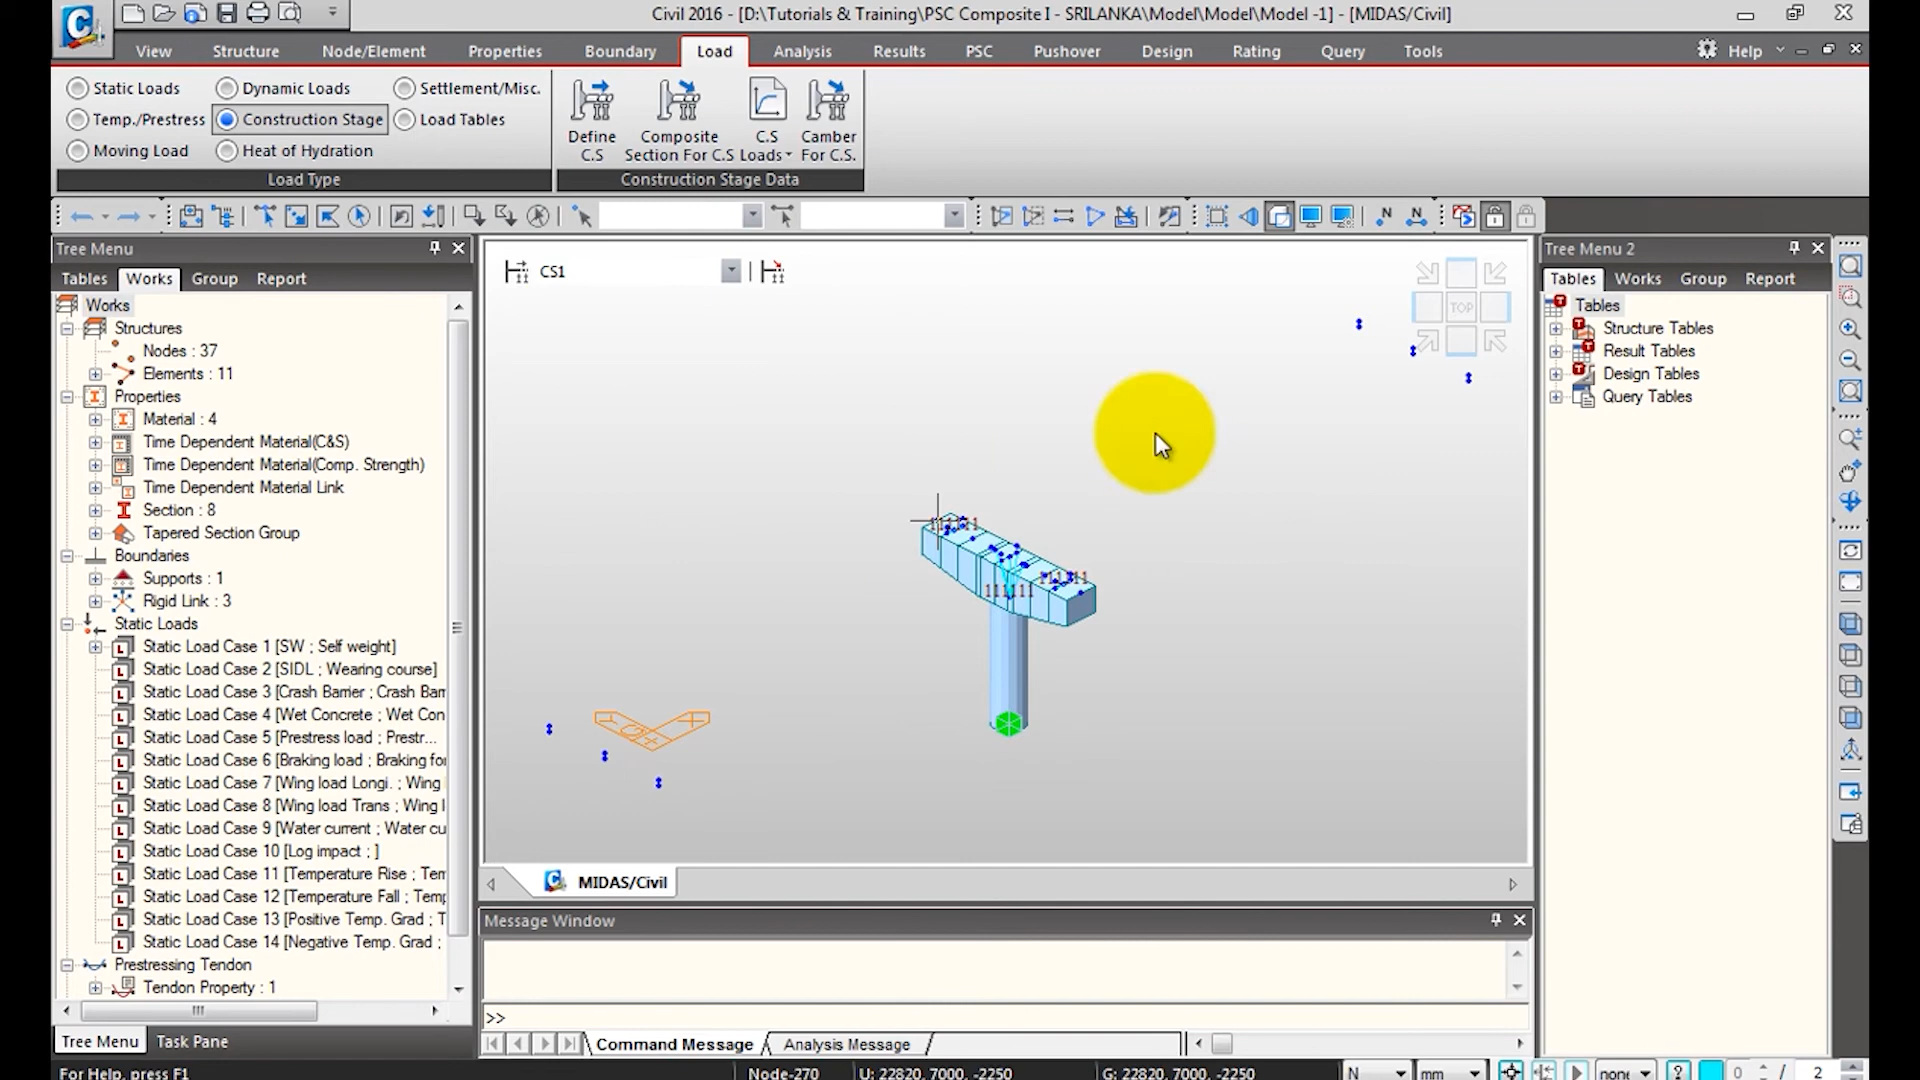 Civil 2016 - [D:\Tutorials & Training\PSC Composite I - SRILANKA\Model\Model\Model -1] - [MIDAS/Civil]
View Structure Node/Element Properties Boundary Load Analysis Results PSC Pushover Design Rating Query Tools Help
Static Loads Dynamic Loads Settlement/Misc.
Temp./Prestress Construction Stage Load Tables
Moving Load Heat of Hydration
Define C.S
Composite Section For C.S
C.S Loads
Camber For C.S.
Load Type
Construction Stage Data
Tree Menu
Tables Works Group Report
Works
Structures
Nodes : 37
Elements : 11
Properties
Material : 4
Time Dependent Material(C&S)
Time Dependent Material(Comp. Strength)
Time Dependent Material Link
Section : 8
Tapered Section Group
Boundaries
Supports : 1
Rigid Link : 3
Static Loads
Static Load Case 1 [SW ; Self weight]
Static Load Case 2 [SIDL ; Wearing course]
Static Load Case 3 [Crash Barrier ; Crash Bar
Static Load Case 4 [Wet Concrete ; Wet Con
Static Load Case 5 [Prestress load ; Prestr...
Static Load Case 6 [Braking load ; Braking fo
Static Load Case 7 [Wing load Longi. ; Wing
Static Load Case 8 [Wing load Trans ; Wing l
Static Load Case 9 [Water current ; Water cu
Static Load Case 10 [Log impact ; ]
Static Load Case 11 [Temperature Rise ; Tem
Static Load Case 12 [Temperature Fall ; Temp
Static Load Case 13 [Positive Temp. Grad ; T
Static Load Case 14 [Negative Temp. Grad ;
Prestressing Tendon
Tendon Property : 1
Tree Menu Task Pane
CS1
TOP
111111
111111
111111
MIDAS/Civil
Message Window
>>
Command Message Analysis Message
Tree Menu 2
Tables Works Group Report
Tables
Structure Tables
Result Tables
Design Tables
Query Tables
For Help, press F1 Node-270 U: 22820, 7000, -2250 G: 22820, 7000, -2250 N mm none 0 / 2